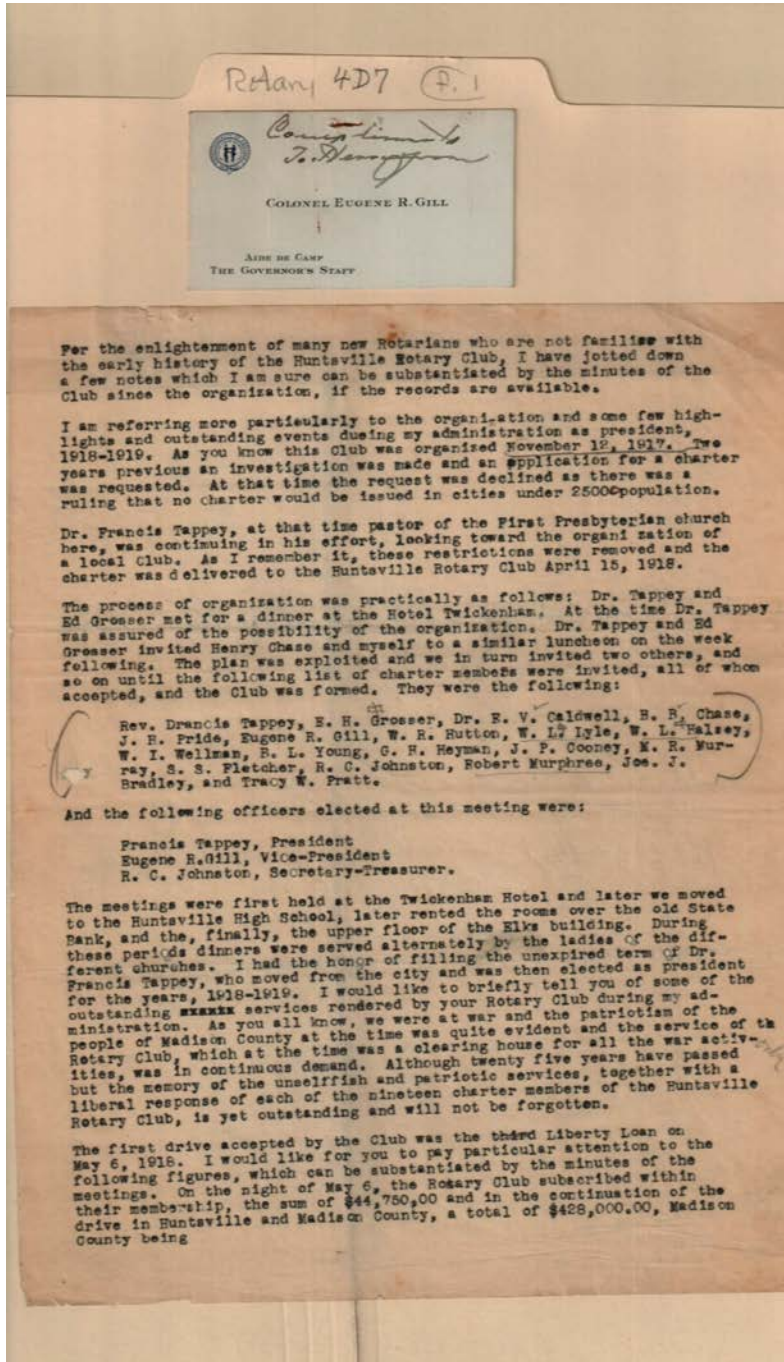 Rotary 4D7 P. 1
Compliments
COLONEL EUGENE R. GILL
AIDE DE CAMP
THE GOVERNOR'S STAFF
For the enlightenment of many new Rotarians who are not familiar with
the early history of the Huntsville Rotary Club, I have jotted down
a few notes which I am sure can be substantiated by the minutes of the
Club since the organization, if the records are available.
I am referring more particularly to the organization and some few high-
lights and outstanding events dueing my administration as president,
1918-1919. As you know this Club was organized November 12, 1917. Two
years previous an investigation was made and an application for a charter
was requested. At that time the request was declined as there was a
ruling that no charter would be issued in cities under 25000 population.
Dr. Francis Tappey, at that time pastor of the First Presbyterian church
here, was continuing in his effort, looking toward the organi zation of
a local Club. As I remember it, these restrictions were removed and the
charter was delivered to the Huntsville Rotary Club April 15, 1918.
The process of organization was practically as follows: Dr. Tappey and
Ed Grosser met for a dinner at the Hotel Twickenham. At the time Dr. Tappey
was assured of the possibility of the organization. Dr. Tappey and Ed
Grosser invited Henry Chase and myself to a similar luncheon on the week
following. The plan was exploited and we in turn invited two others, and
so on until the following list of charter members were invited, all of whom
accepted, and the Club was formed. They were the following:
Rev. Drancis Tappey, E. H. Grosser, Dr. E. V. Caldwell, H. B. Chase,
J. H. Pride, Eugene R. Gill, W. R. Hutton, W. L. Lyle, W. L. Halsey,
W. I. Wellman, B. L. Young, G. H. Heyman, J. P. Cooney, M. R. Mur-
ray, S. S. Fletcher, R. C. Johnston, Robert Murphree, Joe. J.
Bradley, and Tracy W. Pratt.
And the following officers elected at this meeting were:
Francis Tappey, President
Eugene R.Gill, Vice-President
R. C. Johnston, Secretary-Treasurer.
The meetings were first held at the Twickenham Hotel and later we moved
to the Huntsville High School, later rented the rooms over the old State
Bank, and the, finally, the upper floor of the Elks building. During
these periods dinners were served alternately by the ladies of the dif-
ferent churches. I had the honor of filling the unexpired term of Dr.
Francis Tappey, who moved from the city and was then elected as president
for the years, 1918-1919. I would like to briefly tell you of some of the
outstanding services rendered by your Rotary Club during my ad-
ministration. As you all know, we were at war and the patriotism of the
people of Madison County at the time was quite evident and the service of th
Rotary Club, which at the time was a clearing house for all the war activ-
ities, was in continuous demand. Although twenty five years have passed
but the memory of the unselffish and patriotic services, together with a
liberal response of each of the nineteen charter members of the Huntsville
Rotary Club, is yet outstanding and will not be forgotten.
The first drive accepted by the Club was the third Liberty Loan on
May 6, 1918. I would like for you to pay particular attention to the
following figures, which can be substantiated by the minutes of the
meetings. On the night of May 6, the Rotary Club subscribed within
their membership, the sum of $44,750,00 and in the continuation of the
drive in Huntsville and Madison County, a total of $428,000.00, Madison
County being